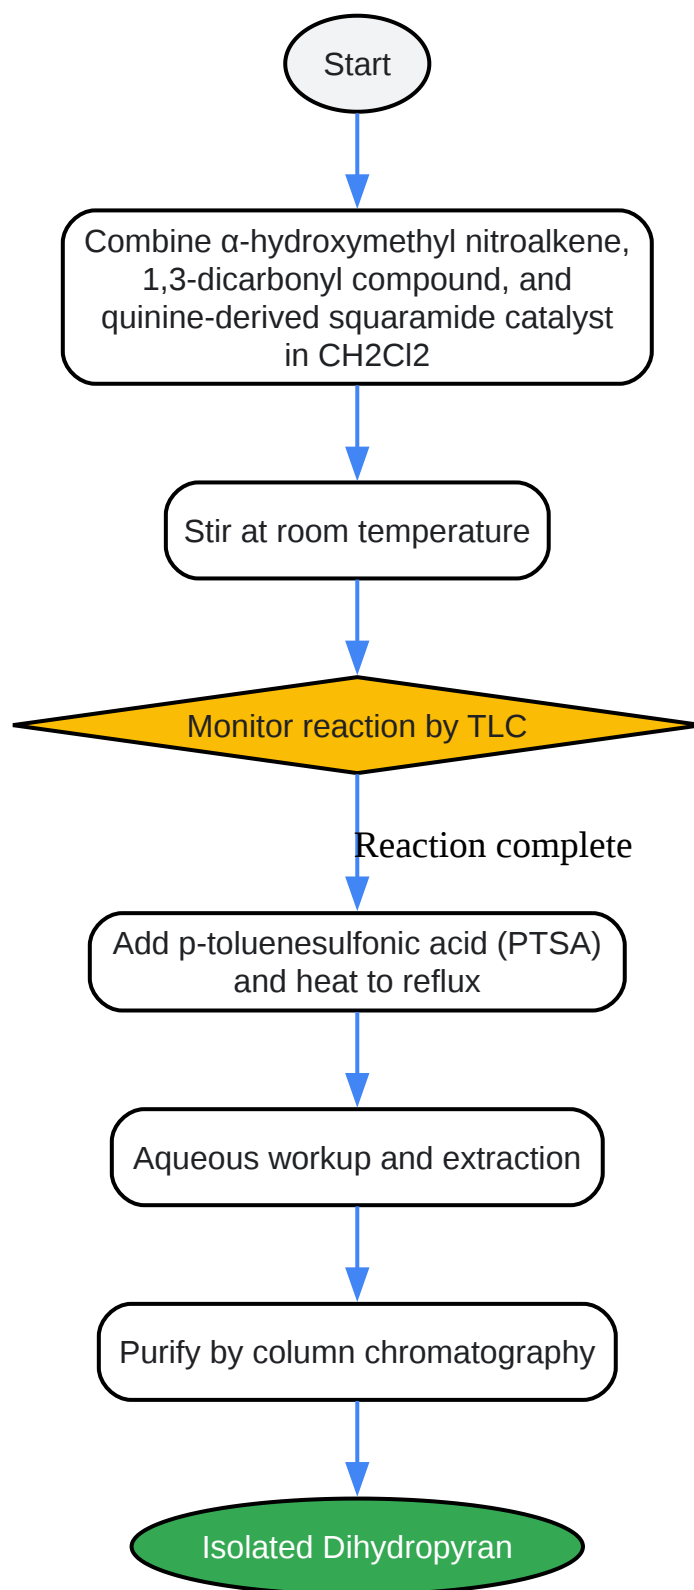 Start
Combine α-hydroxymethyl nitroalkene,
1,3-dicarbonyl compound, and
quinine-derived squaramide catalyst
in CH2Cl2
Stir at room temperature
Monitor reaction by TLC
Reaction complete
Add p-toluenesulfonic acid (PTSA)
and heat to reflux
Aqueous workup and extraction
Purify by column chromatography
Isolated Dihydropyran